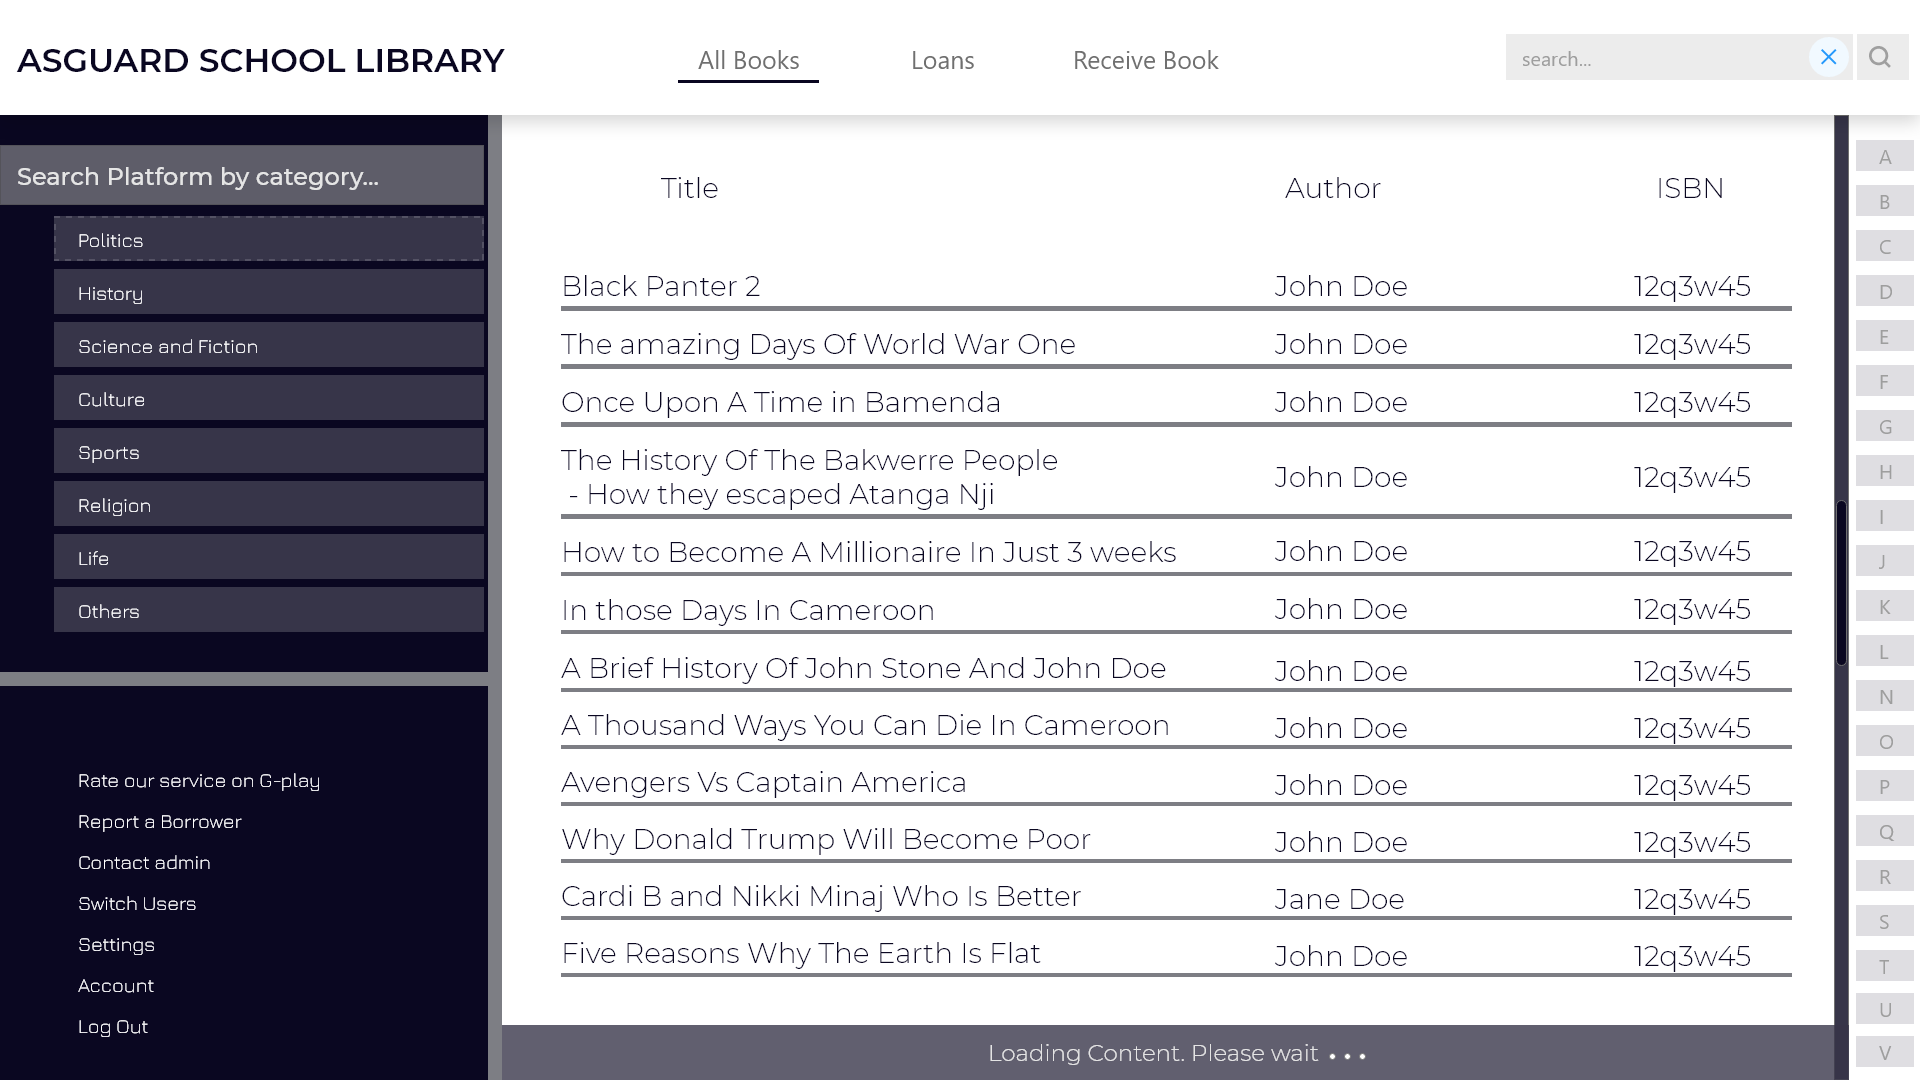 ASGUARD SCHOOL LIBRARY
All Books
Loans
Receive Book
search...
Search Platform by category...
Politics
History
Science and Fiction
Culture
Sports
Religion
Life
Others
Rate our service on G-play
Report a Borrower
Contact admin
Switch Users
Settings
Account
Log Out
Title Author ISBN
Black Panter 2 John Doe 12q3w45
The amazing Days Of World War One John Doe 12q3w45
Once Upon A Time in Bamenda John Doe 12q3w45
The History Of The Bakwerre People
- How they escaped Atanga Nji John Doe 12q3w45
How to Become A Millionaire In Just 3 weeks John Doe 12q3w45
In those Days In Cameroon John Doe 12q3w45
A Brief History Of John Stone And John Doe John Doe 12q3w45
A Thousand Ways You Can Die In Cameroon John Doe 12q3w45
Avengers Vs Captain America John Doe 12q3w45
Why Donald Trump Will Become Poor John Doe 12q3w45
Cardi B and Nikki Minaj Who Is Better Jane Doe 12q3w45
Five Reasons Why The Earth Is Flat John Doe 12q3w45
Loading Content. Please wait • • •
A
B
C
D
E
F
G
H
I
J
K
L
N
O
P
Q
R
S
T
U
V